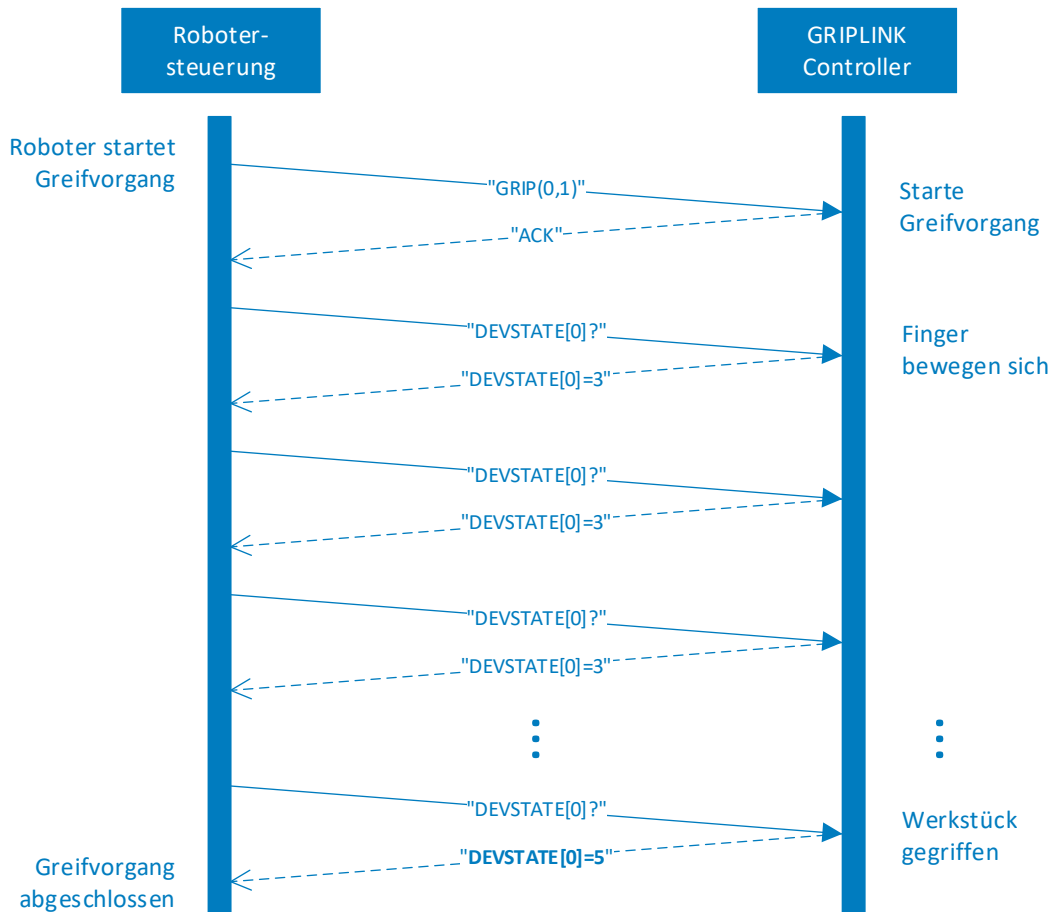 Roboter-
steuerung
GRIPLINK
Controller
Roboter startet
Greifvorgang
"GRIP(0,1)"
Starte
Greifvorgang
"ACK"
"DEVSTATE[0]?"
Finger
bewegen sich
"DEVSTATE[0]=3"
"DEVSTATE[0]?"
"DEVSTATE[0]=3"
"DEVSTATE[0]?"
"DEVSTATE[0]=3"
"DEVSTATE[0]?"
Werkstück
gegriffen
"DEVSTATE[0]=5"
Greifvorgang
abgeschlossen